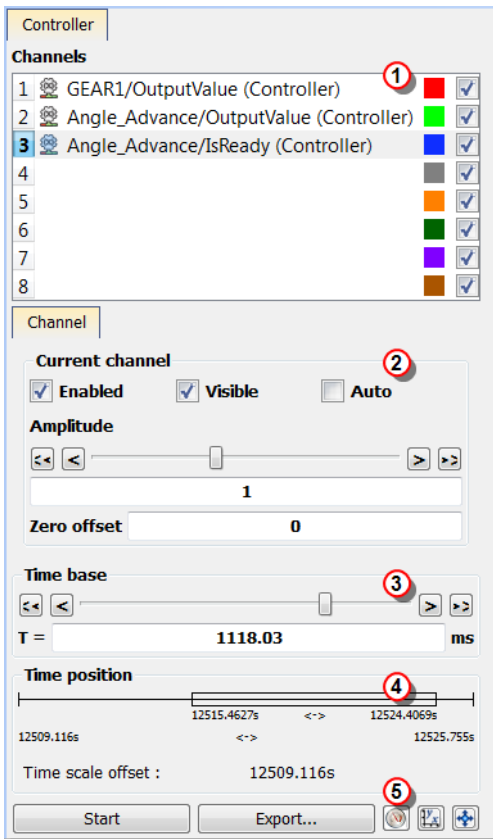 Controller
Channels
1 GEAR1/OutputValue (Controller) 1
2 Angle_Advance/OutputValue (Controller)
3 Angle_Advance/IsReady (Controller)
4
5
6
7
8
Channel
Current channel 2
Enabled Visible Auto
Amplitude
<< < > >>
1
Zero offset 0
Time base 3
<< < > >>
T = 1118.03 ms
Time position 4
12515.4627s <-> 12524.4069s
12509.116s <-> 12525.755s
Time scale offset : 12509.116s
5
Start Export... y x